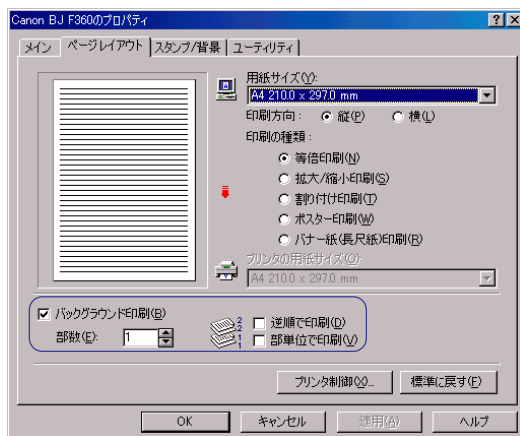 Canon BJ F360のプロパティ
メイン ページレイアウト スタンプ/背景 ユーティリティ
用紙サイズ(Y):
A4 210.0 x 297.0 mm
印刷方向: 縦(P) 横(L)
印刷の種類:
等倍印刷(N)
拡大/縮小印刷(S)
割り付け印刷(T)
ポスター印刷(W)
バナー紙(長尺紙)印刷(R)
プリンタの用紙サイズ(O):
A4 210.0 x 297.0 mm
バックグラウンド印刷(B)
部数(E): 1
2 2 1 1
逆順で印刷(D)
部単位で印刷(V)
プリンタ制御(X)... 標準に戻す(F)
OK キャンセル 適用(A) ヘルプ